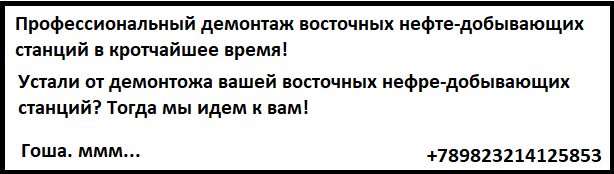 Профессиональный демонтаж восточных нефте-добывающих
станций в кротчайшее время!
Устали от демонтожа вашей восточных нефре-добывающих
станций? Тогда мы идем к вам!
Гоша. ммм...
+789823214125853